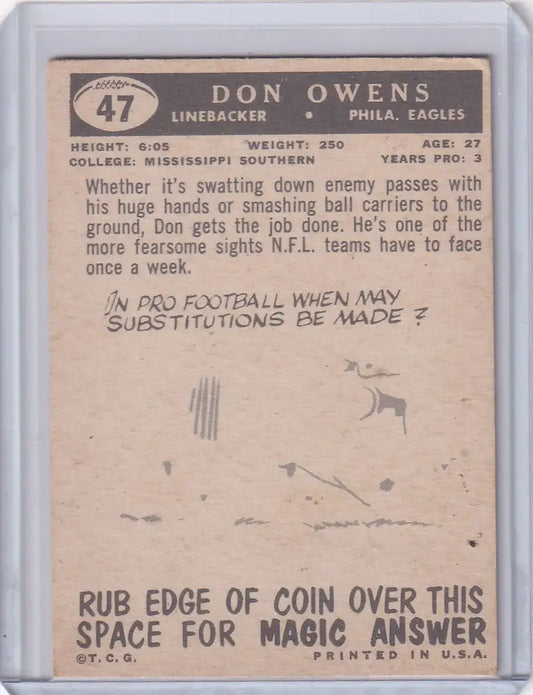 47
DON OWENS
LINEBACKER • PHILA. EAGLES
HEIGHT: 6:05 WEIGHT: 250 AGE: 27
COLLEGE: MISSISSIPPI SOUTHERN YEARS PRO: 3
Whether it's swatting down enemy passes with
his huge hands or smashing ball carriers to the
ground, Don gets the job done. He's one of the
more fearsome sights N.F.L. teams have to face
once a week.
IN PRO FOOTBALL WHEN MAY
SUBSTITUTIONS BE MADE ?
RUB EDGE OF COIN OVER THIS
SPACE FOR MAGIC ANSWER
©T.C.G. PRINTED IN U.S.A.